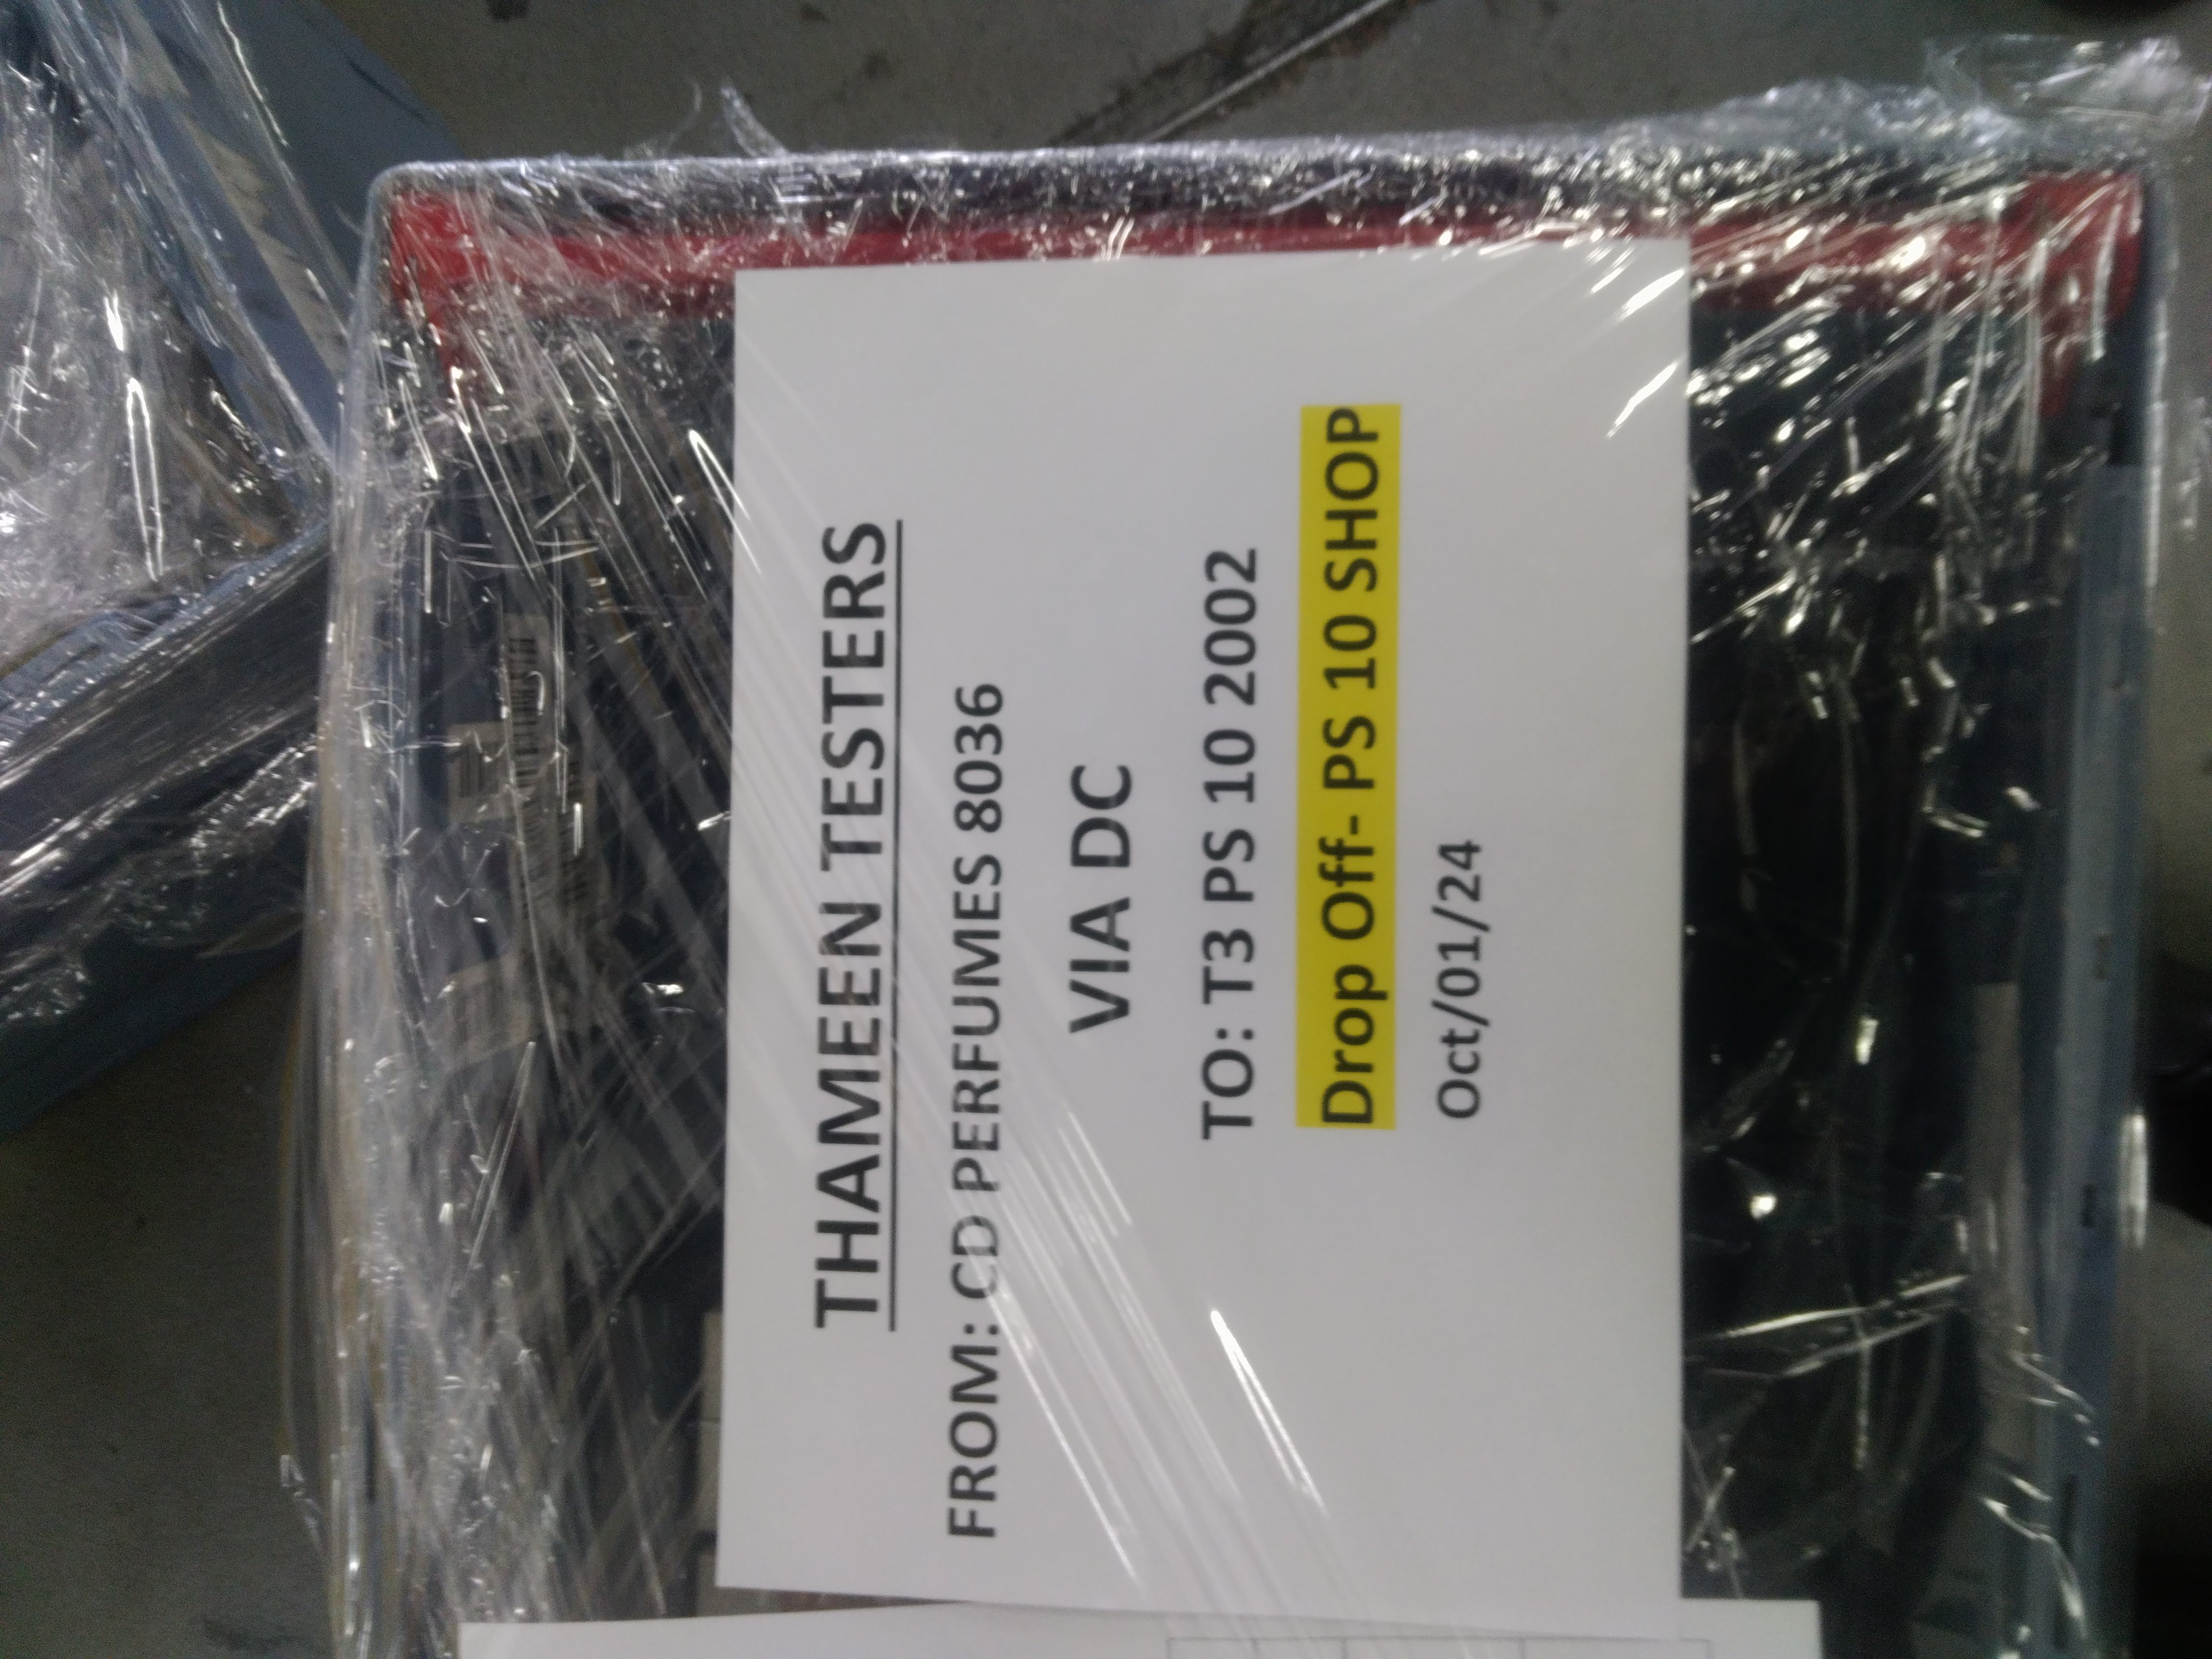 THAMEEN TESTERS
FROM: CD PERFUMES 8036
VIA DC
TO: T3 PS 10 2002
Drop Off- PS 10 SHOP
Oct/01/24